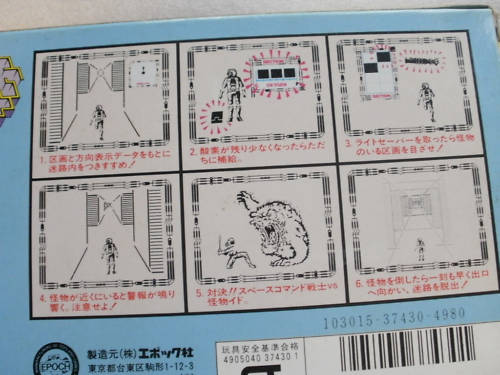 1. 区画と方向表示データをもとに
迷路内をつきすすめ!
2. 酸素が残り少なくなったらただ
ちに補給。
3. ライトセーバーを取ったら怪物
のいる区画を目ざせ!
4. 怪物が近くにいると警報が鳴り
響く。注意せよ!
5. 対決!!スペースコマンド戦士vs
怪物イド。
6. 怪物を倒したら一刻も早く出口
へ向かい。迷路を脱出!
103015-37430-4980
EPOCH
製造元(株)エポック社
東京都台東区駒形1-12-3
玩具安全基準合格
4905040 37430 1